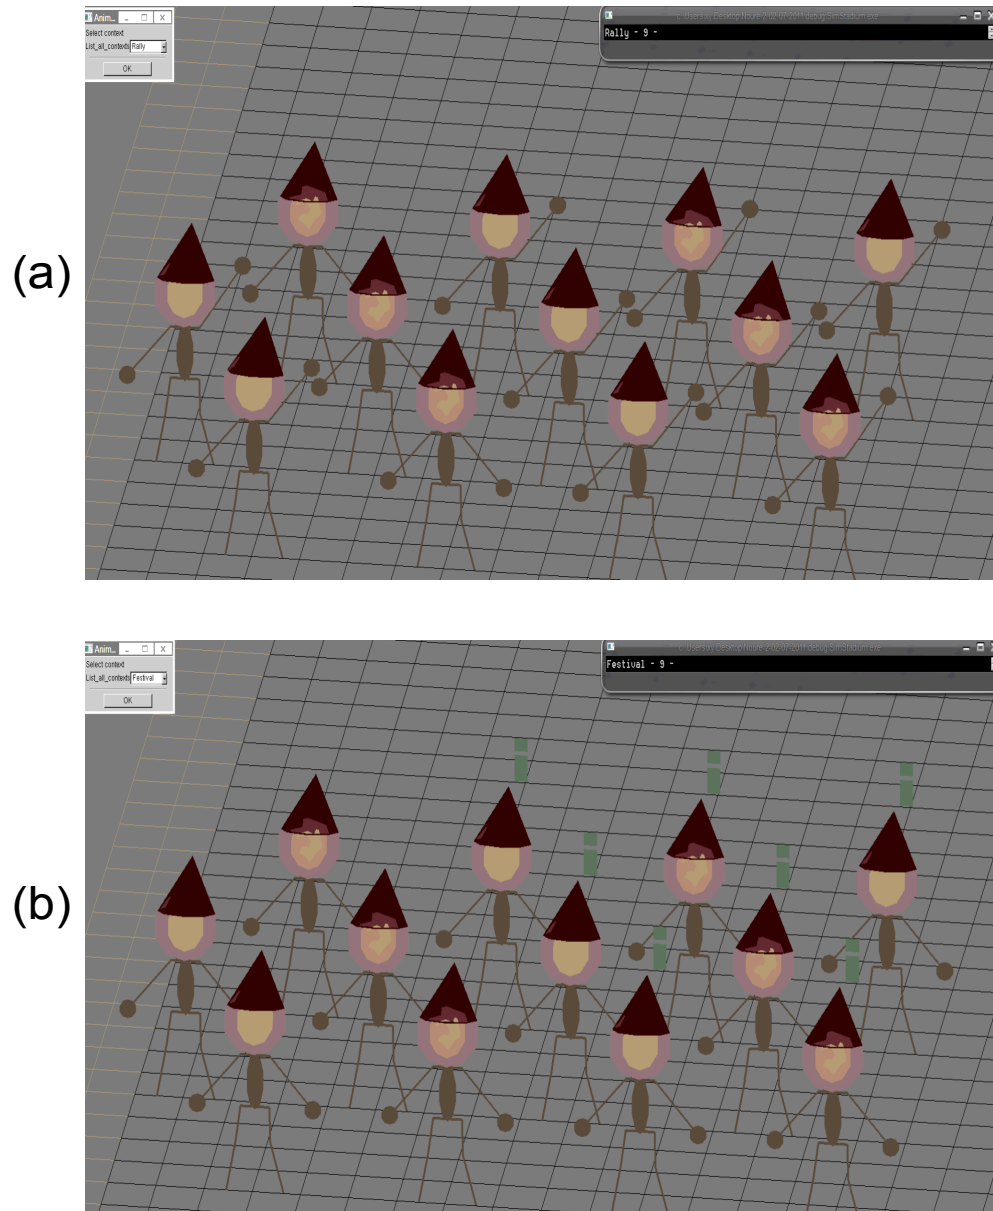 Anim...
Select context
List_all_contexts Rally
OK
Rally - 9 -
(a)
Anim...
Select context
List_all_contexts Festival
OK
Festival - 9 -
(b)